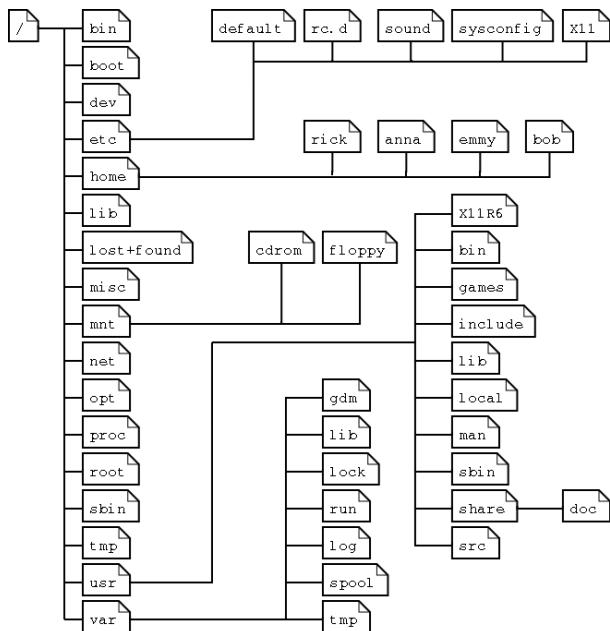 / bin default rc.d sound sysconfig X11
boot
dev
etc
rick anna emmy bob
home
lib X11R6
lost+found cdrom floppy bin
misc games
mnt include
net lib
opt gdm local
proc lib man
root lock sbin
sbin run share doc
tmp log src
usr spool
var tmp